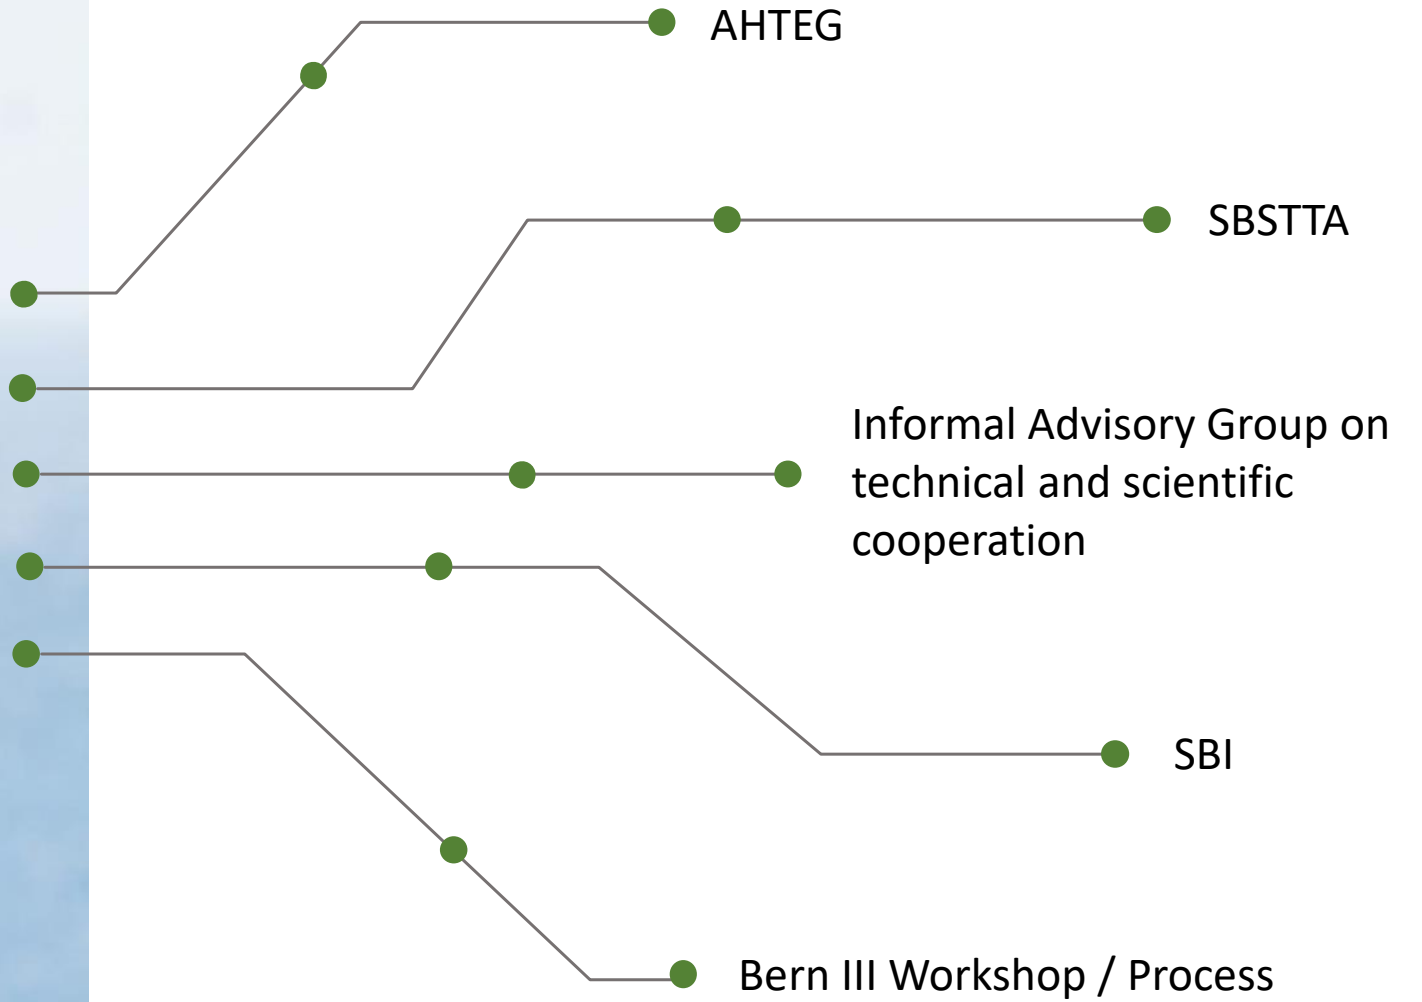 AHTEG
SBSTTA
Informal Advisory Group on
technical and scientific
cooperation
SBI
Bern III Workshop / Process